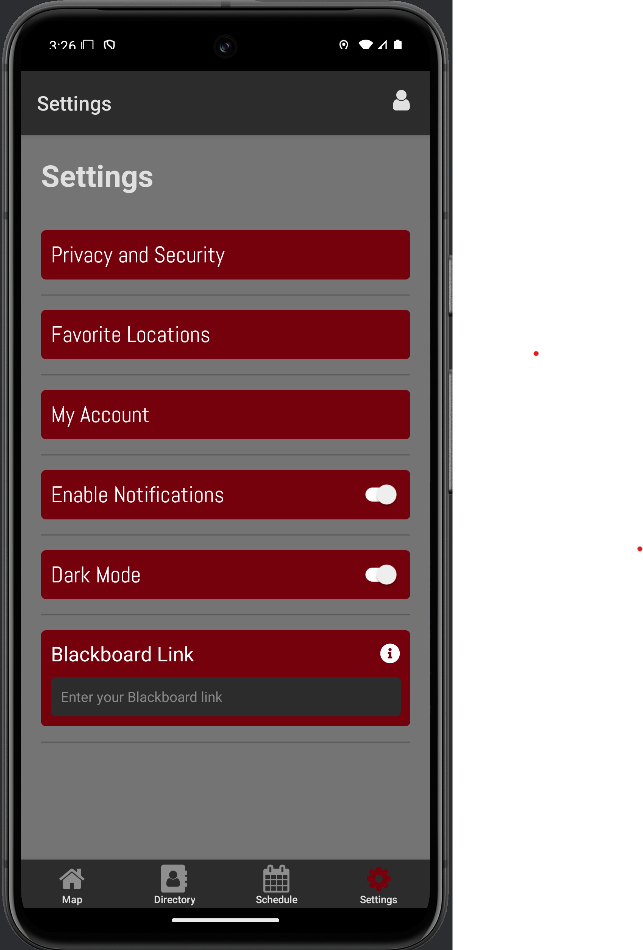 3:26
Settings
Settings
Privacy and Security
Favorite Locations
My Account
Enable Notifications
Dark Mode
Blackboard Link
Enter your Blackboard link
Map
Directory
Schedule
Settings